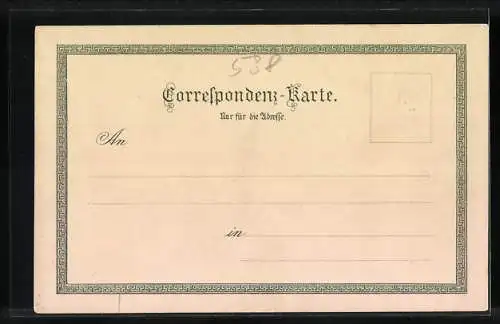 538
Correſpondenz-Karte.
Nur für die Adreſſe.
An
in